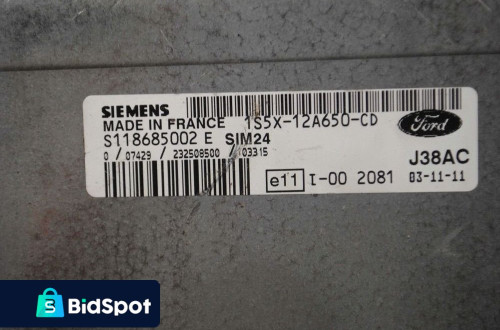 SIEMENS
MADE IN FRANCE 1S5X-12A650-CD
S118685002 E SIM24
0 / 07429 / 232508500 / 03315
Ford
J38AC
e11 I-00 2081 03-11-11
S BidSpot